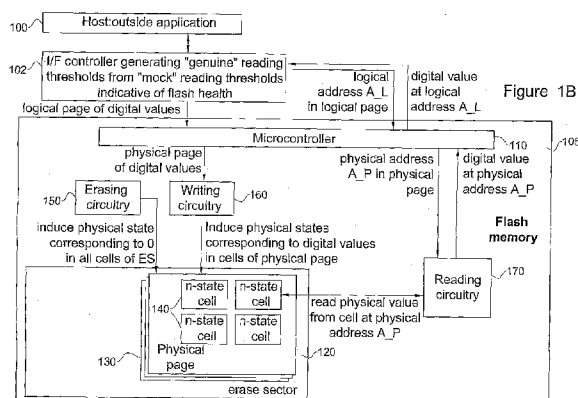 Host:outside application
100
I/F controller generating "genuine" reading
thresholds from "mock" reading thresholds
indicative of flash health
102
logical
address A_L
in logical page
digital value
at logical
address A_L
Figure 1B
logical page of digital values
105
Microcontroller
110
physical page
of digital values
physical address
A_P in physical
page
digital value
at physical
address A_P
Erasing
circuitry
150
Writing
circuitry
160
Flash
memory
induce physical state
corresponding to 0
in all cells of ES
Induce physical states
corresponding to digital values
in cells of physical page
Reading
circuitry
170
n-state
cell
n-state
cell
140
n-state
cell
n-state
cell
read physical value
from cell at physical
address A_P
130
Physical
page
120
erase sector